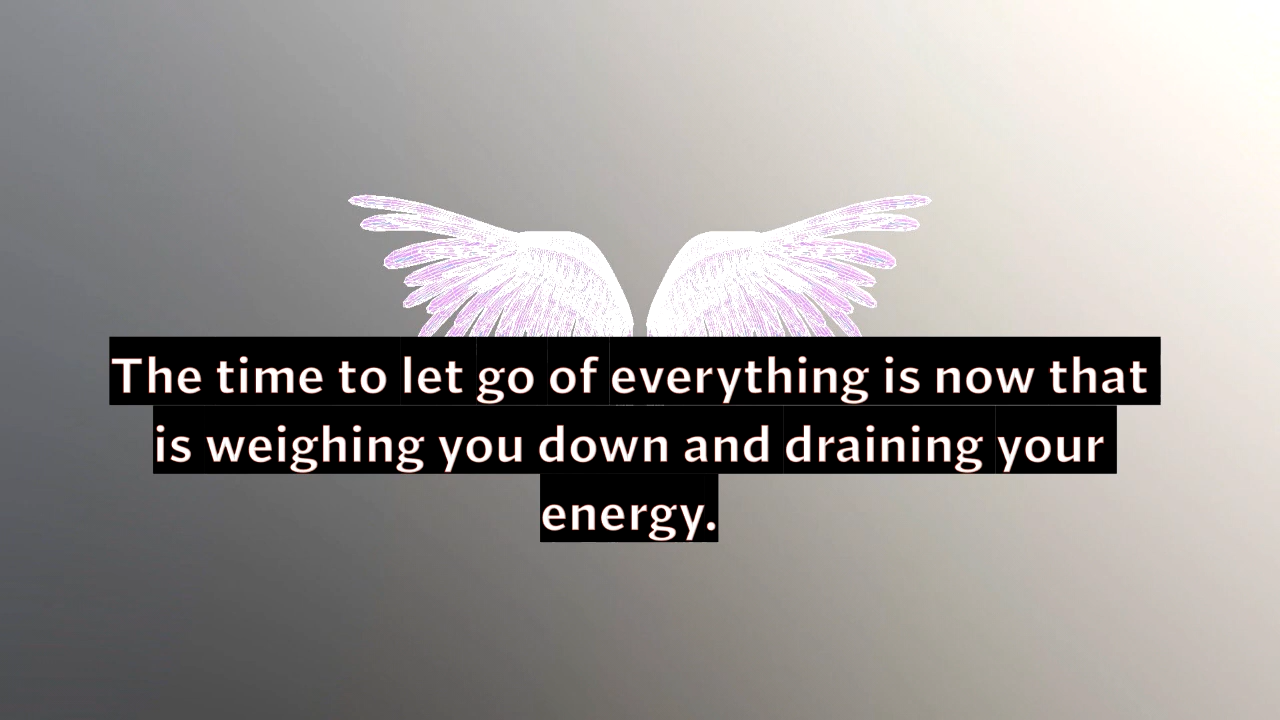 The time to let go of everything is now that
is weighing you down and draining your
energy.